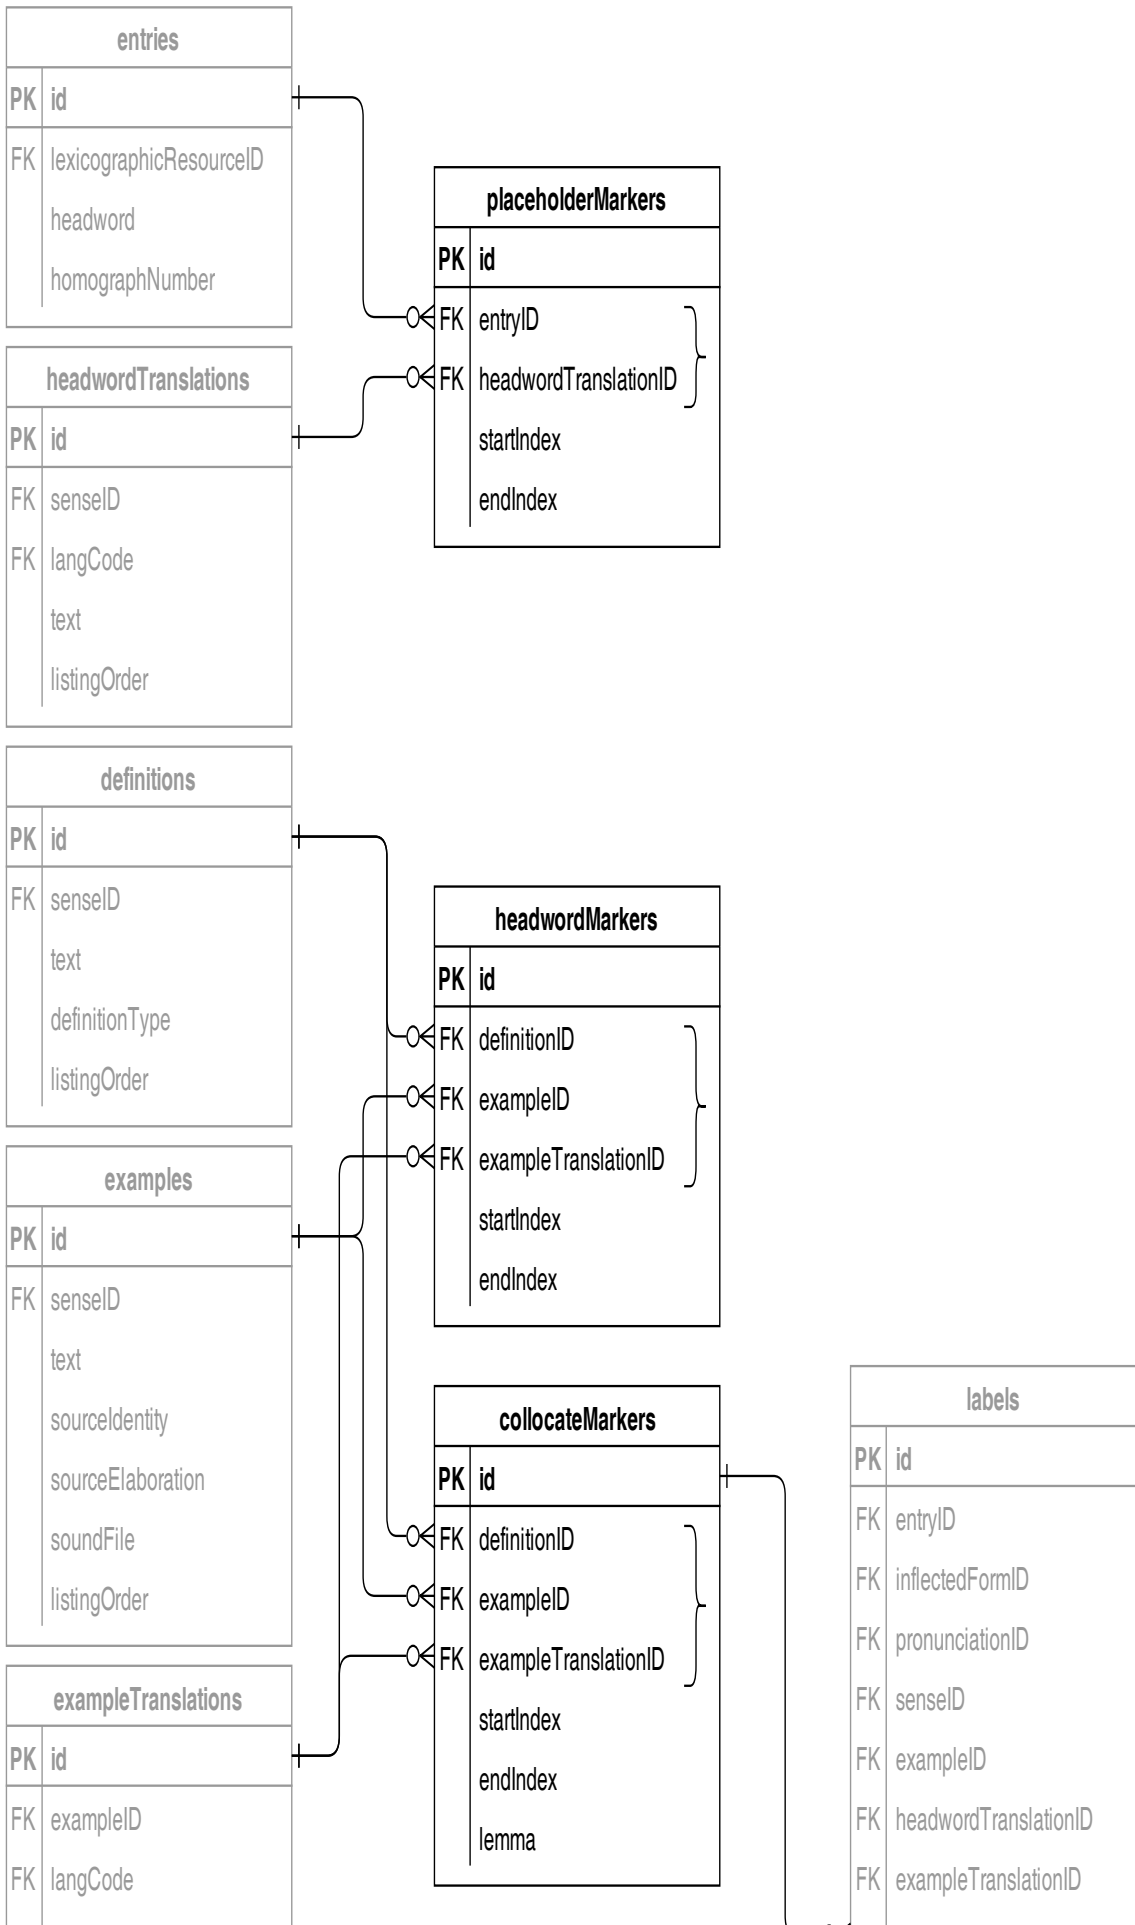 entries
PK id
FK lexicographicResourceID
headword
homographNumber
placeholderMarkers
PK id
FK entryID
FK headwordTranslationID
startIndex
endIndex
headwordTranslations
PK id
FK senseID
FK langCode
text
listingOrder
definitions
PK id
FK senseID
text
definitionType
listingOrder
headwordMarkers
PK id
FK definitionID
FK exampleID
FK exampleTranslationID
startIndex
endIndex
examples
PK id
FK senseID
text
sourceIdentity
sourceElaboration
soundFile
listingOrder
collocateMarkers
PK id
FK definitionID
FK exampleID
FK exampleTranslationID
startIndex
endIndex
lemma
labels
PK id
FK entryID
FK inflectedFormID
FK pronunciationID
FK senseID
FK exampleID
FK headwordTranslationID
FK exampleTranslationID
exampleTranslations
PK id
FK exampleID
FK langCode